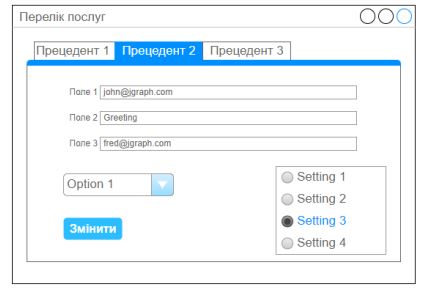 Перелік послуг
Прецедент 1 Прецедент 2 Прецедент 3
Поле 1 john@jgraph.com
Поле 2 Greeting
Поле 3 fred@jgraph.com
Option 1
Змінити
Setting 1
Setting 2
Setting 3
Setting 4